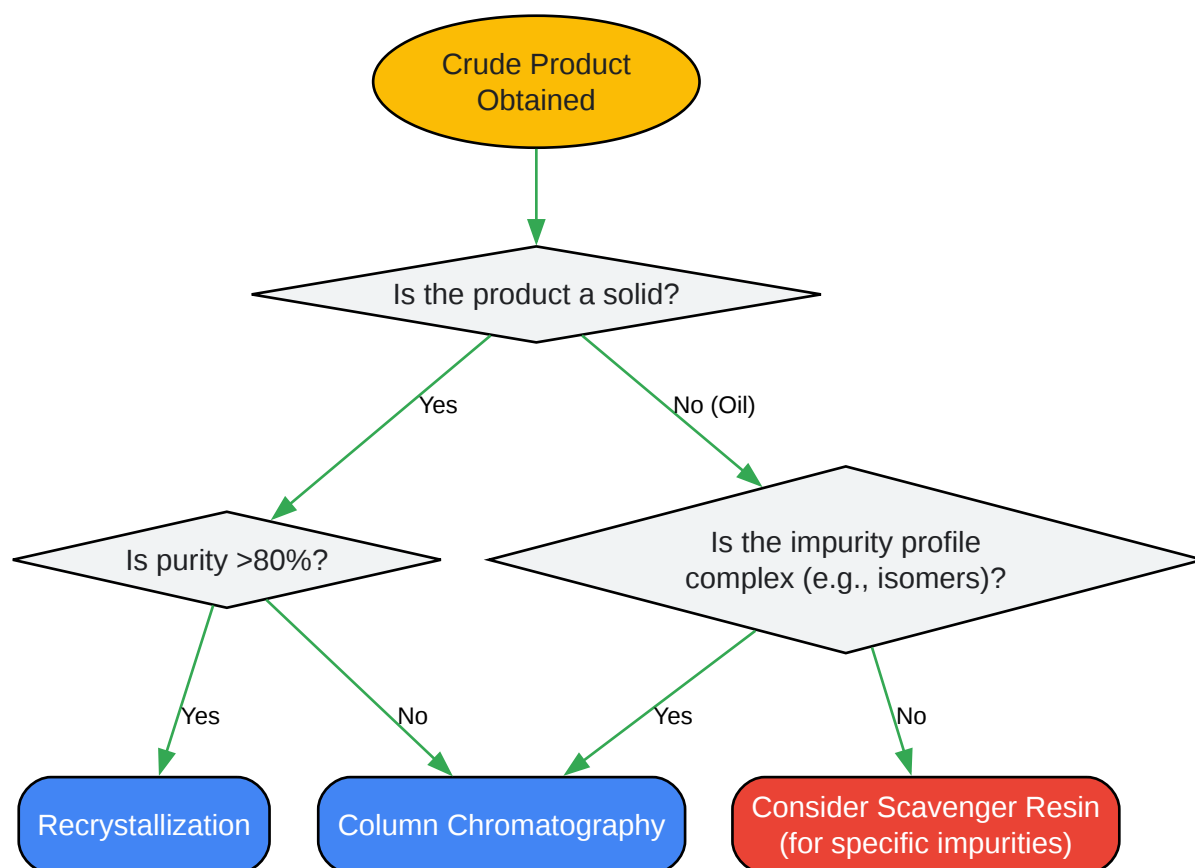 Crude Product
Obtained
Is the product a solid?
Yes
No (Oil)
Is purity >80%?
Is the impurity profile
complex (e.g., isomers)?
Yes
No
Yes
No
Recrystallization
Column Chromatography
Consider Scavenger Resin
(for specific impurities)